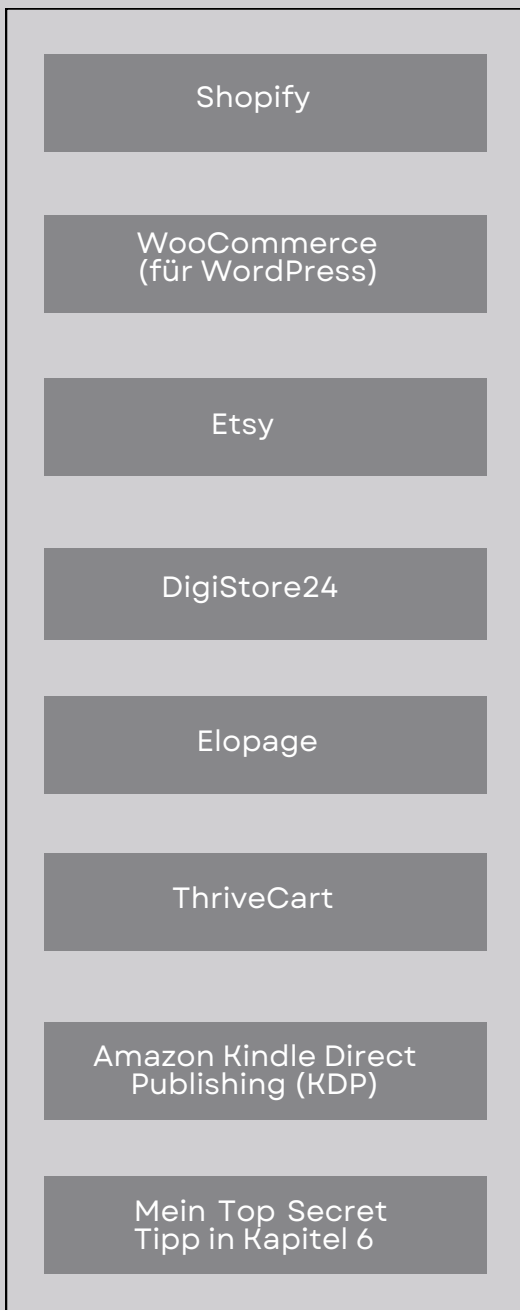 Shopify
WooCommerce
(für WordPress)
Etsy
DigiStore24
Elopage
ThriveCart
Amazon Kindle Direct
Publishing (KDP)
Mein Top Secret
Tipp in Kapitel 6